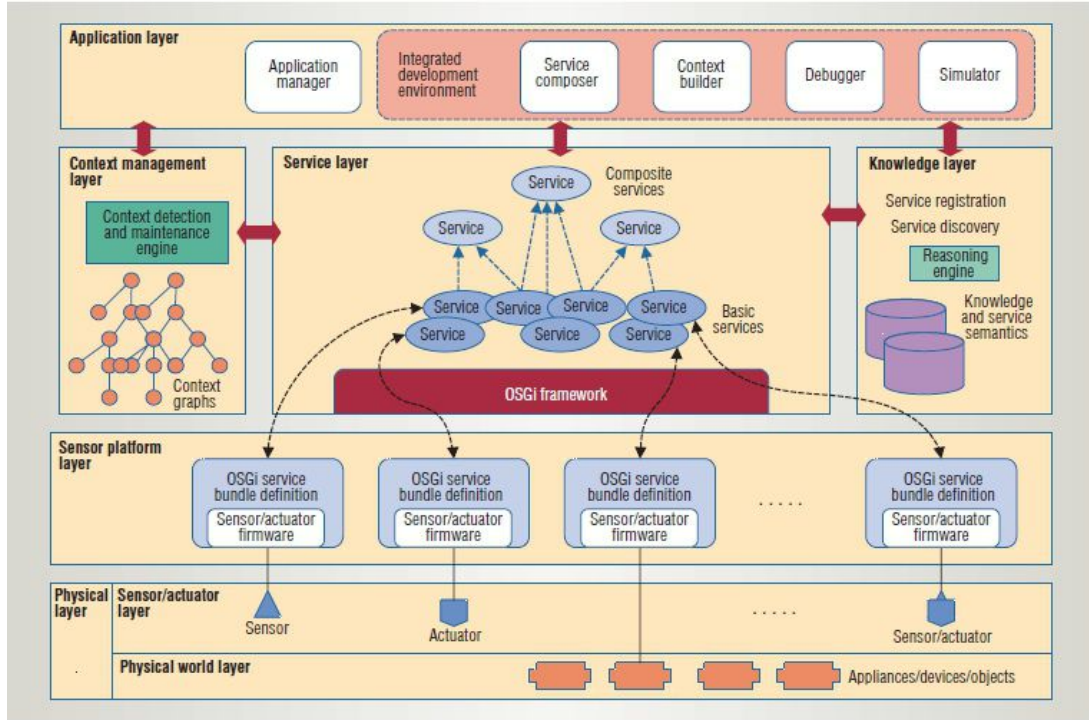 Application layer
Application
manager
Integrated
development
environment
Service
composer
Context
builder
Debugger
Simulator
Context management
layer
Context detection
and maintenance
engine
Context
graphs
Service layer
Service
Composite
services
Service
Service
Service
Service
Service
Service
Service
Service
Service
Basic
services
OSGi framework
Knowledge layer
Service registration
Service discovery
Reasoning
engine
Knowledge
and service
semantics
Sensor platform
layer
OSGi service
bundle definition
Sensor/actuator
firmware
OSGi service
bundle definition
Sensor/actuator
firmware
OSGi service
bundle definition
Sensor/actuator
firmware
. . . . .
OSGi service
bundle definition
Sensor/actuator
firmware
Physical
layer
Sensor/actuator
layer
Sensor
Actuator
. . . . .
Sensor/actuator
Physical world layer
Appliances/devices/objects